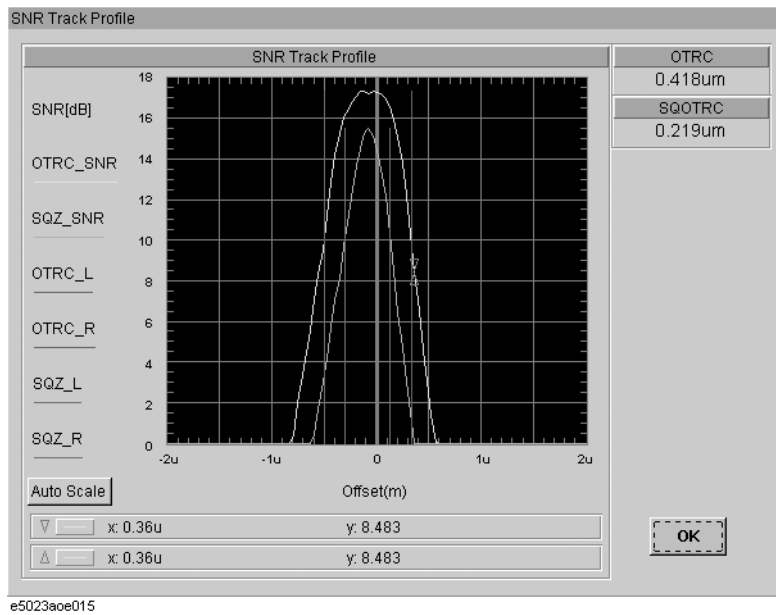 SNR Track Profile
SNR Track Profile
OTRC
0.418um
SQOTRC
0.219um
SNR[dB]
OTRC_SNR
SQZ_SNR
OTRC_L
OTRC_R
SQZ_L
SQZ_R
18
16
14
12
10
8
6
4
2
0
-2u -1u 0 1u 2u
Auto Scale
Offset(m)
x: 0.36u y: 8.483
x: 0.36u y: 8.483
OK
e5023aoe015